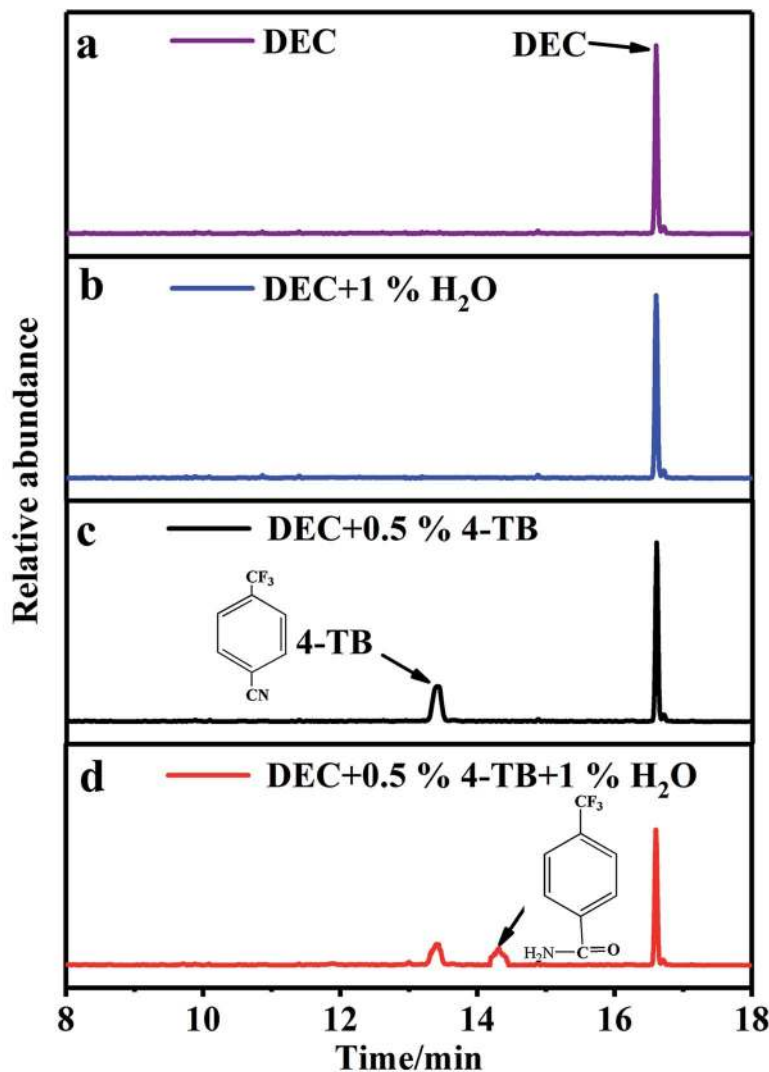 a
DEC
DEC
b
DEC+1 % H₂O
c
DEC+0.5 % 4-TB
CF₃
4-TB
CN
d
DEC+0.5 % 4-TB+1 % H₂O
CF₃
H₂N—C=O
Relative abundance
8 10 12 14 16 18
Time/min